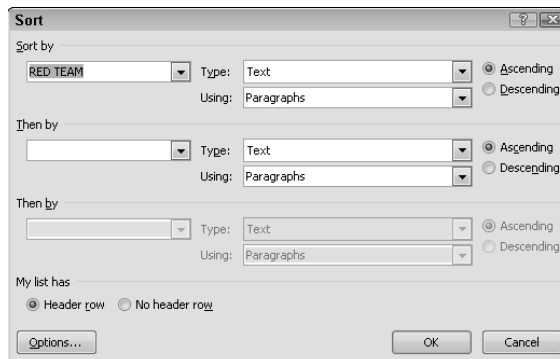 Sort
Sort by
RED TEAM Type: Text Ascending
Using: Paragraphs Descending
Then by
Type: Text Ascending
Using: Paragraphs Descending
Then by
Type: Text Ascending
Using: Paragraphs Descending
My list has
Header row No header row
Options... OK Cancel